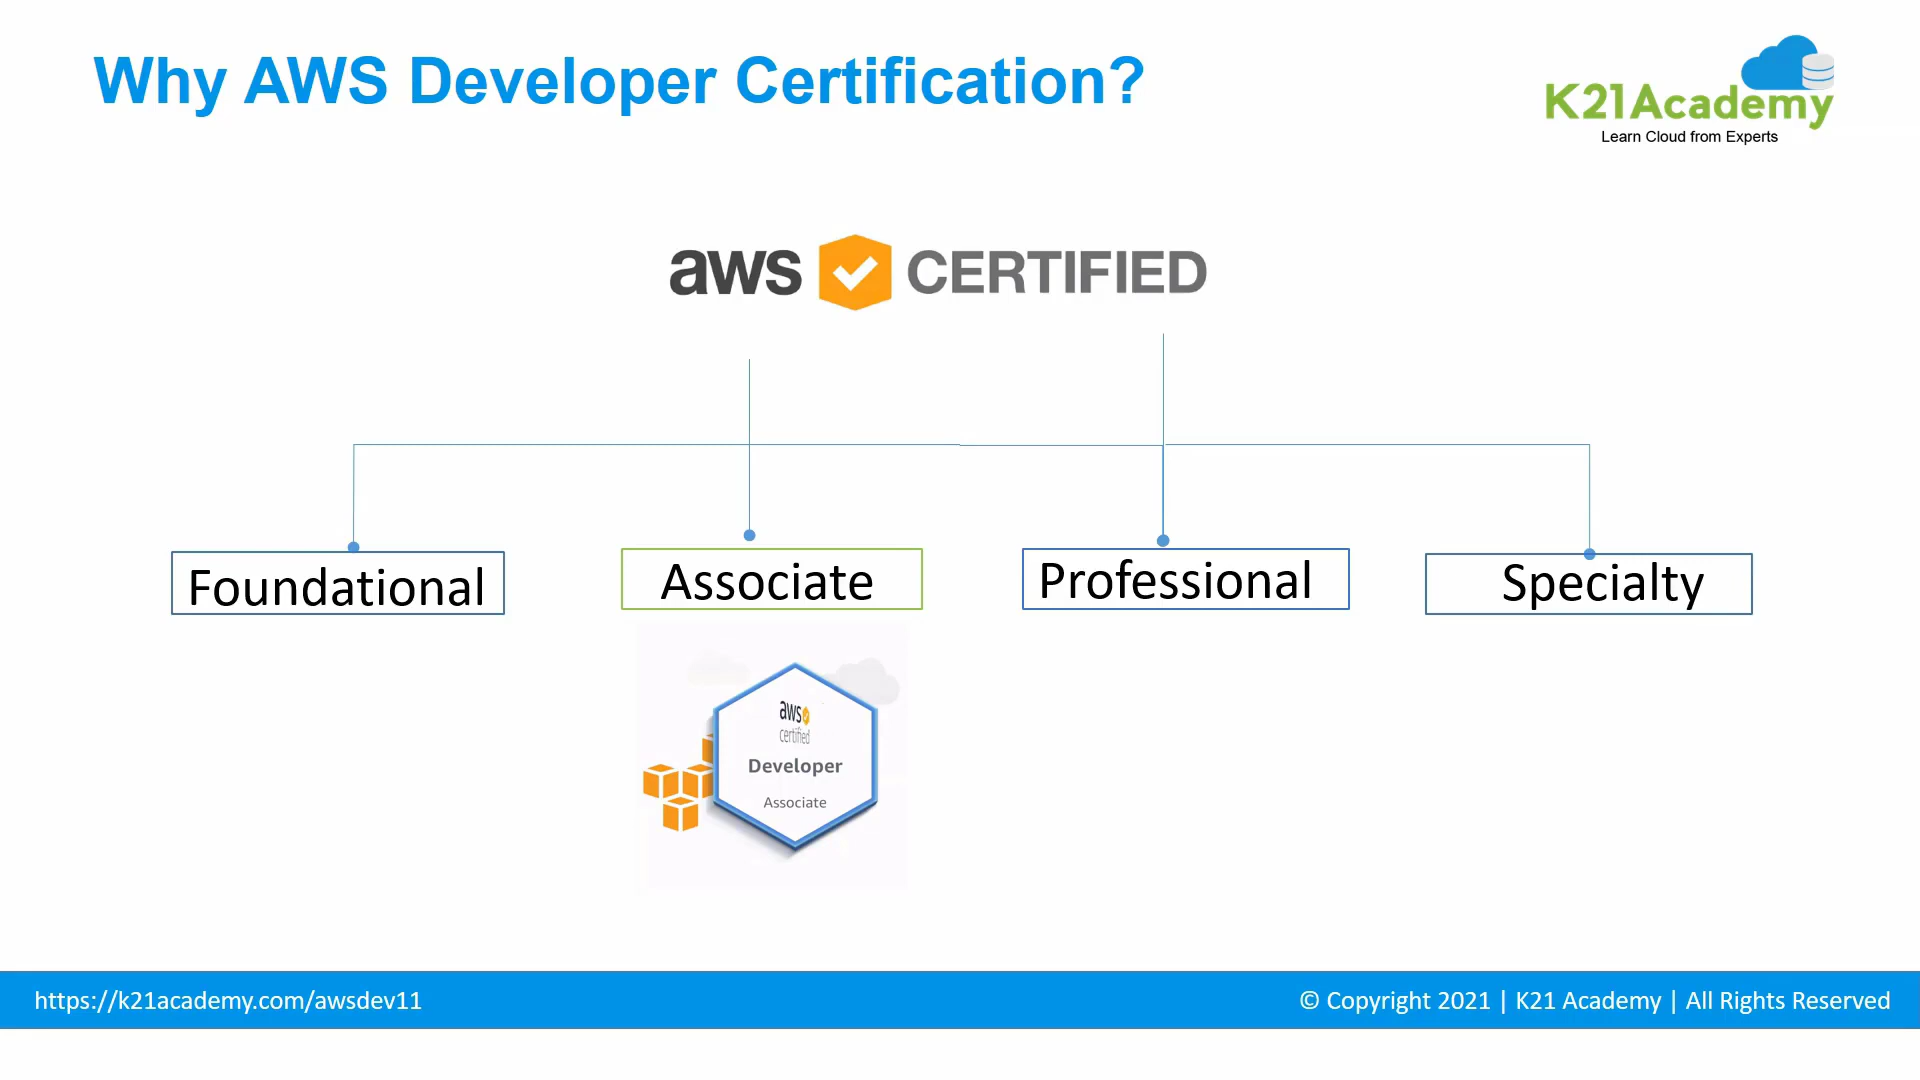 Why AWS Developer Certification?
K21Academy
Learn Cloud from Experts
aws CERTIFIED
Foundational
Associate
Professional
Specialty
aws
certified
Developer
Associate
https://k21academy.com/awsdev11
© Copyright 2021 | K21 Academy | All Rights Reserved